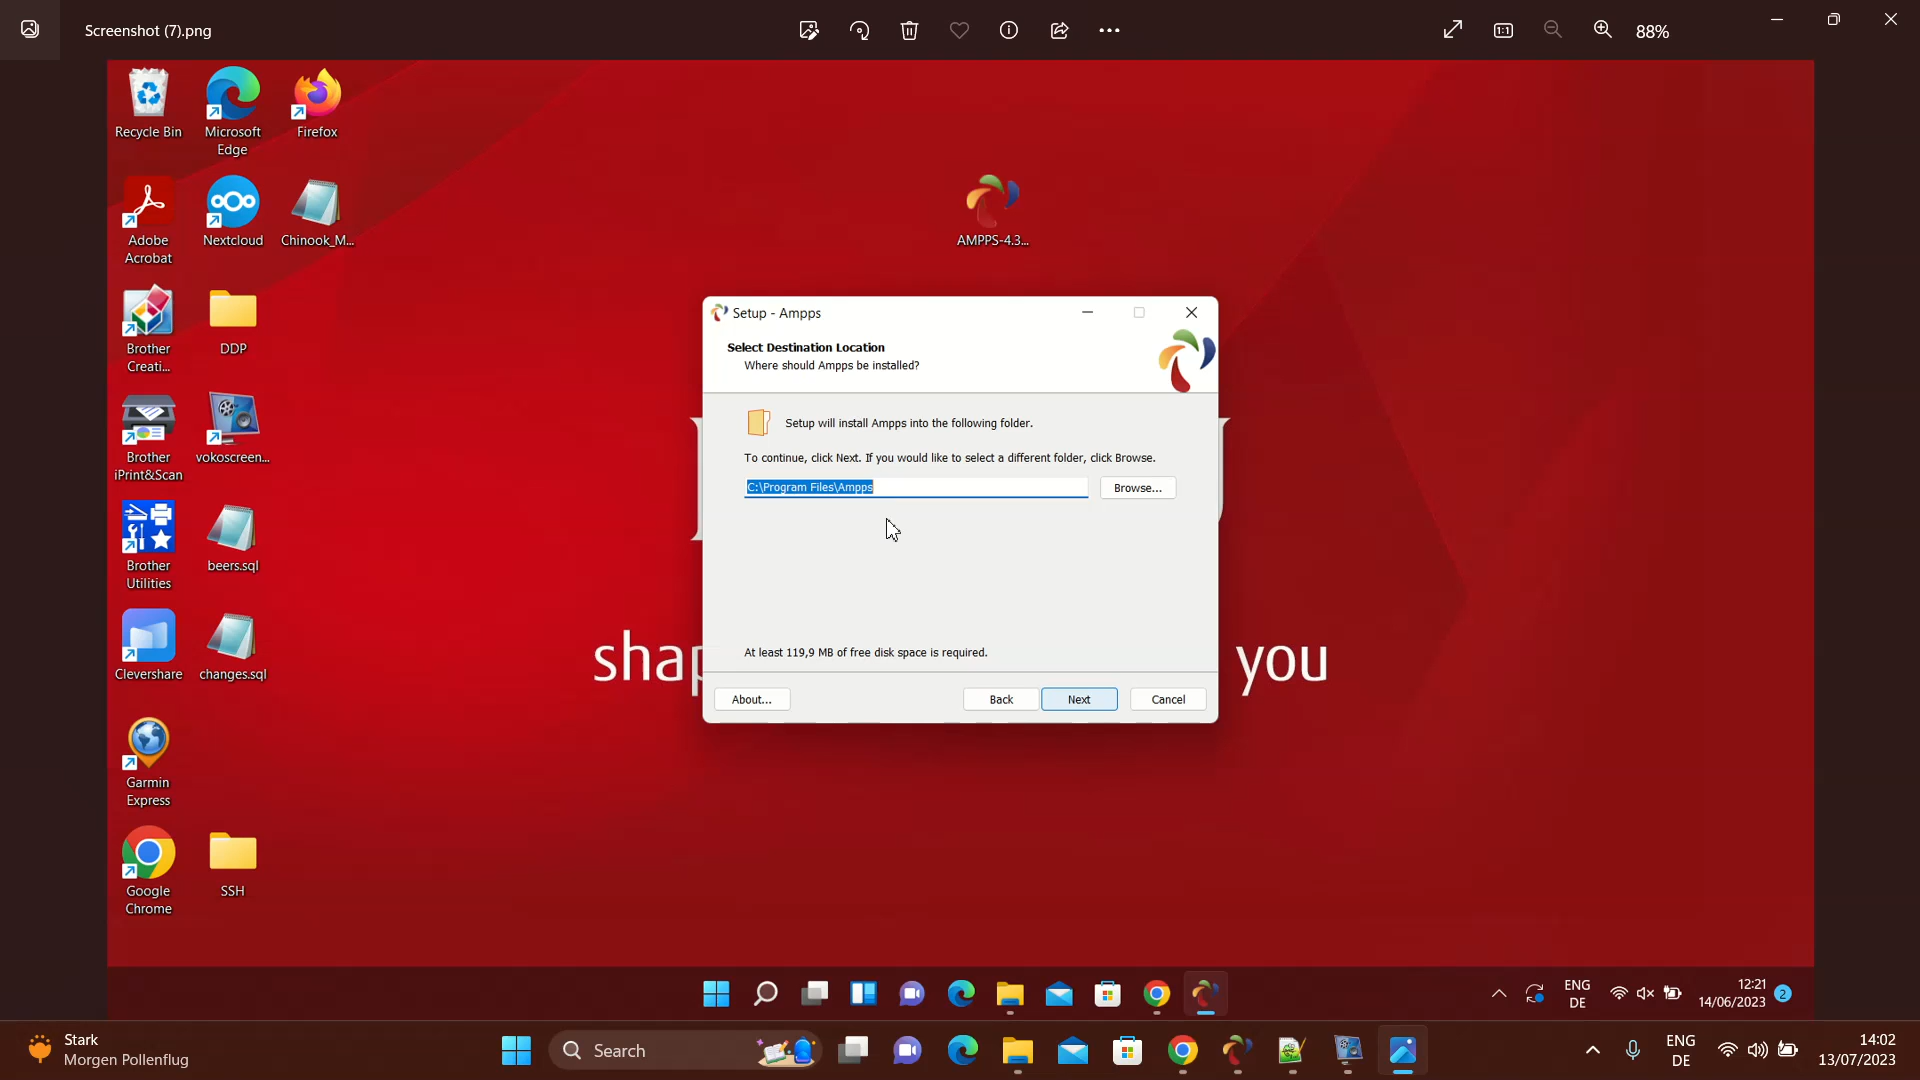 Screenshot (7).png
88%
Recycle Bin
Microsoft
Edge
Firefox
Adobe
Acrobat
Nextcloud
Chinook_M...
AMPPS-4.3...
Brother
Creati...
DDP
Brother
iPrint&Scan
vokoscreen...
Brother
Utilities
beers.sql
Clevershare
changes.sql
Garmin
Express
Google
Chrome
SSH
Setup - Ampps
Select Destination Location
Where should Ampps be installed?
Setup will install Ampps into the following folder.
To continue, click Next. If you would like to select a different folder, click Browse.
C:\Program Files\Ampps
Browse...
At least 119,9 MB of free disk space is required.
About...
Back
Next
Cancel
you
ENG
DE
12:21
14/06/2023
2
Stark
Morgen Pollenflug
Search
ENG
DE
14:02
13/07/2023